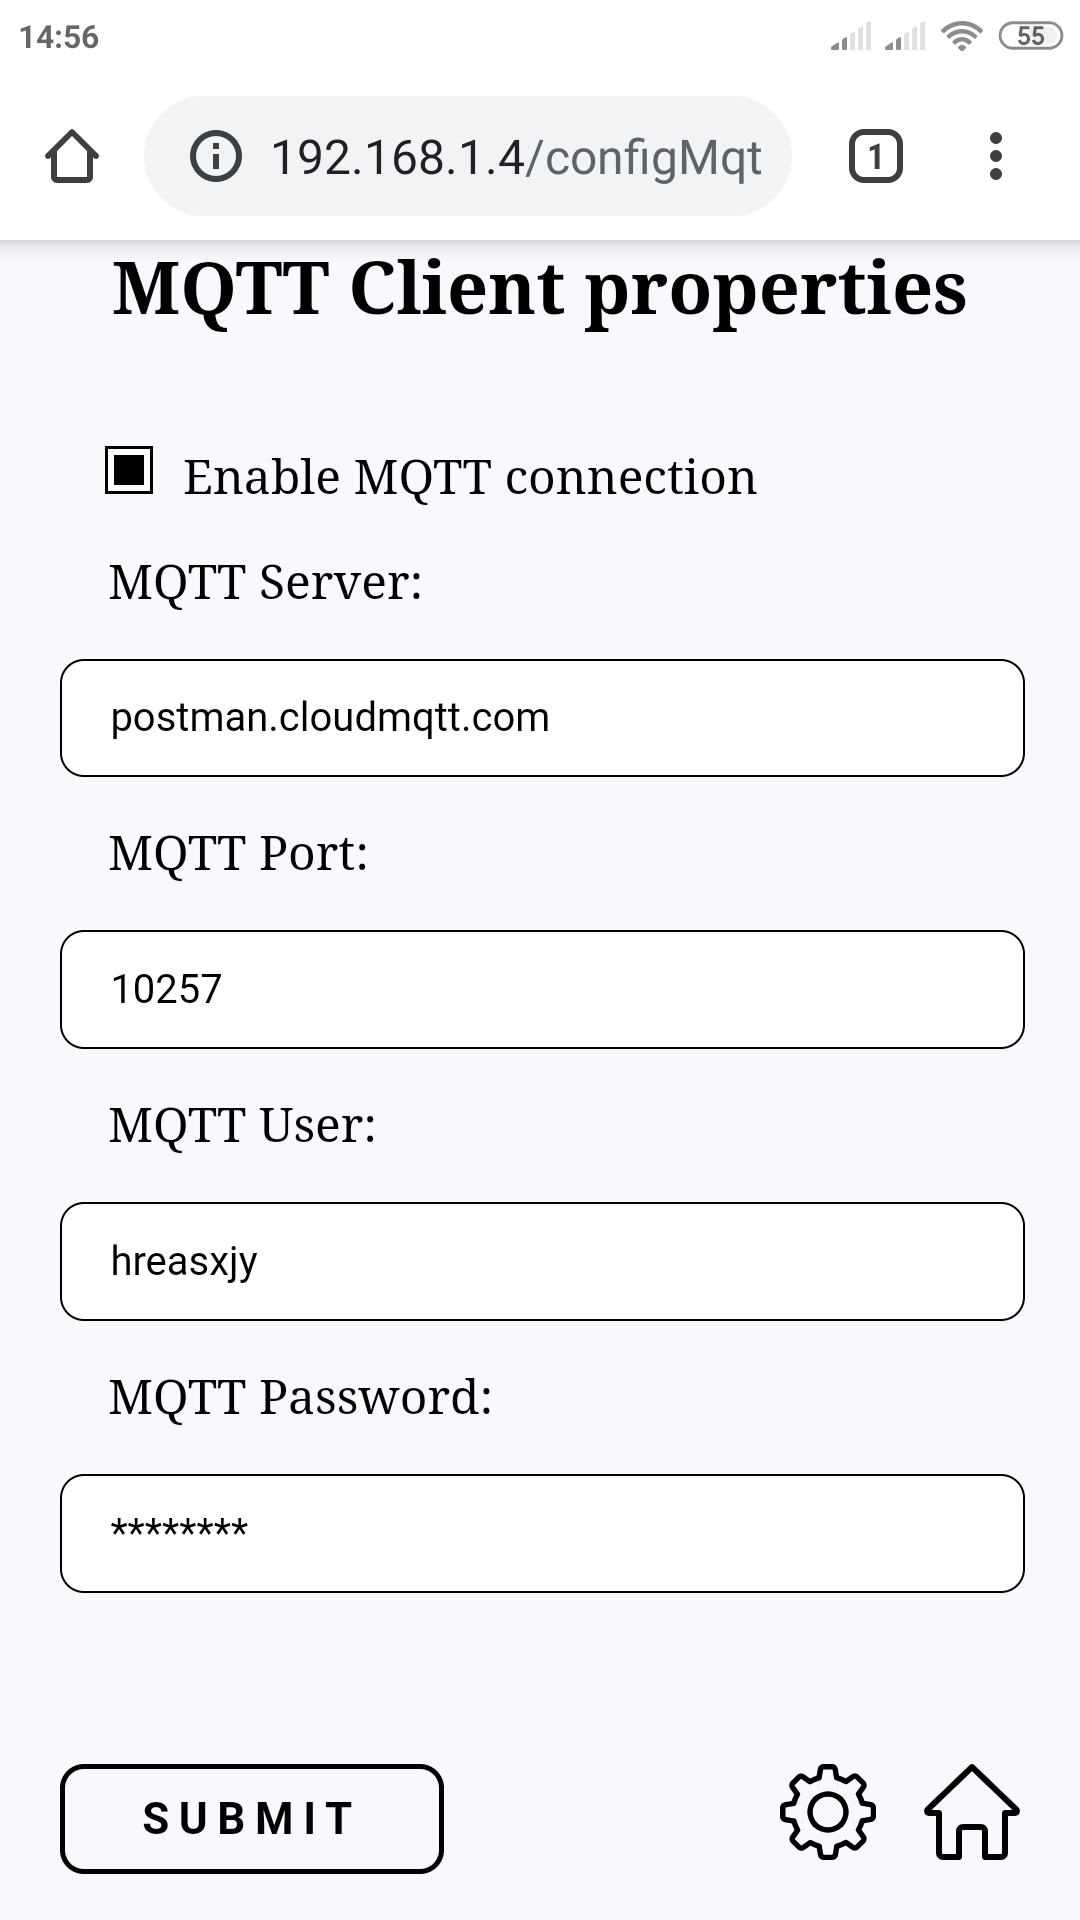 14:56
55
192.168.1.4/configMqt
1
MQTT Client properties
Enable MQTT connection
MQTT Server:
postman.cloudmqtt.com
MQTT Port:
10257
MQTT User:
hreasxjy
MQTT Password:
********
SUBMIT